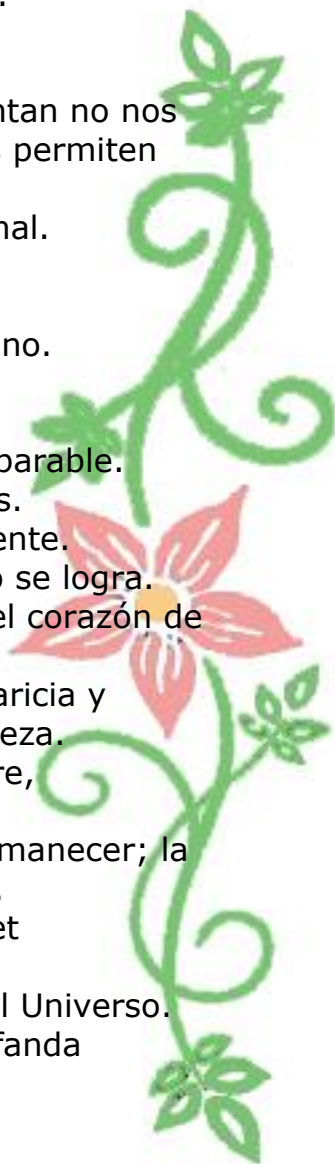 .
ntan no nos
permiten
nal.
no.
parable.
s.
ente.
o se logra.
el corazón de
aricia y
eza.
re,
manecer; la
et
l Universo.
fanda